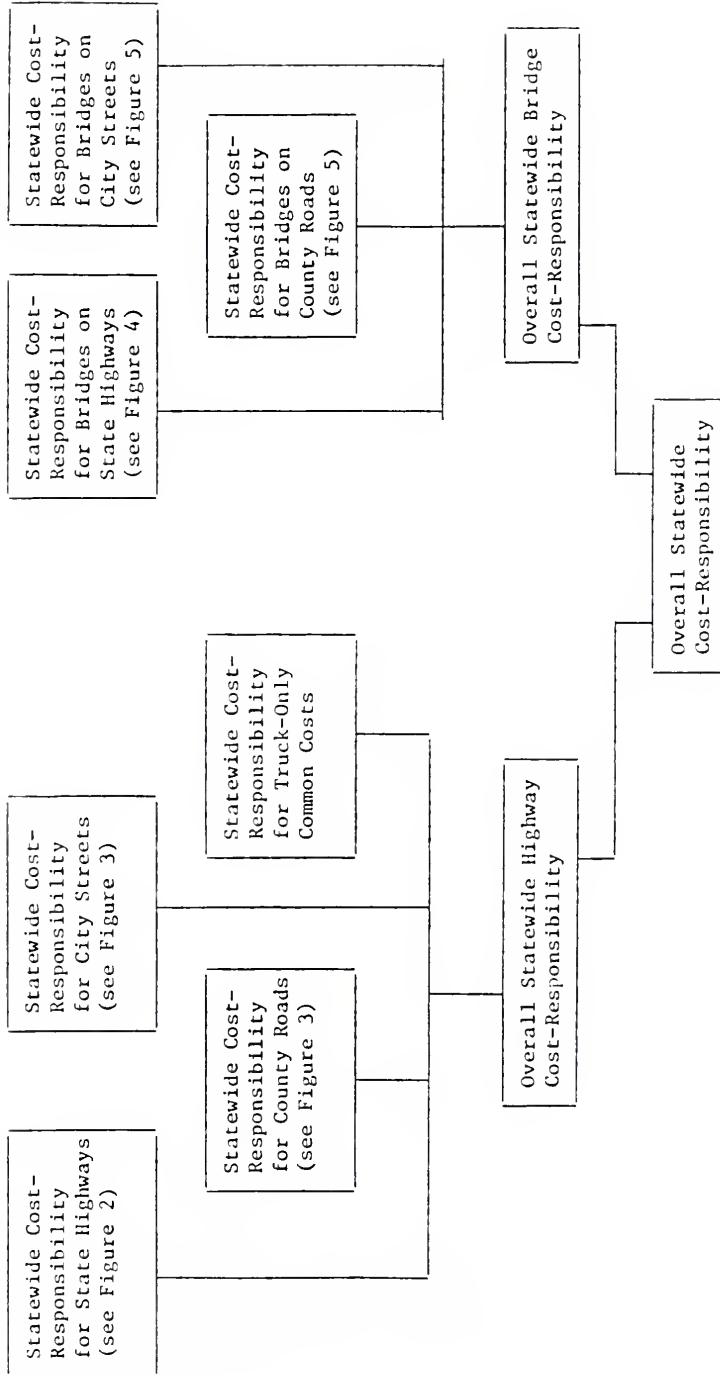 Statewide Cost-
Responsibility
for State Highways
(see Figure 2)
Statewide Cost-
Responsibility
for City Streets
(see Figure 3)
Statewide Cost-
Responsibility
for Bridges on
State Highways
(see Figure 4)
Statewide Cost-
Responsibility
for Bridges on
City Streets
(see Figure 5)
Statewide Cost-
Responsibility
for County Roads
(see Figure 3)
Statewide Cost-
Responsibility
for Truck-Only
Common Costs
Statewide Cost-
Responsibility
for Bridges on
County Roads
(see Figure 5)
Overall Statewide Highway
Cost-Responsibility
Overall Statewide Bridge
Cost-Responsibility
Overall Statewide
Cost-Responsibility